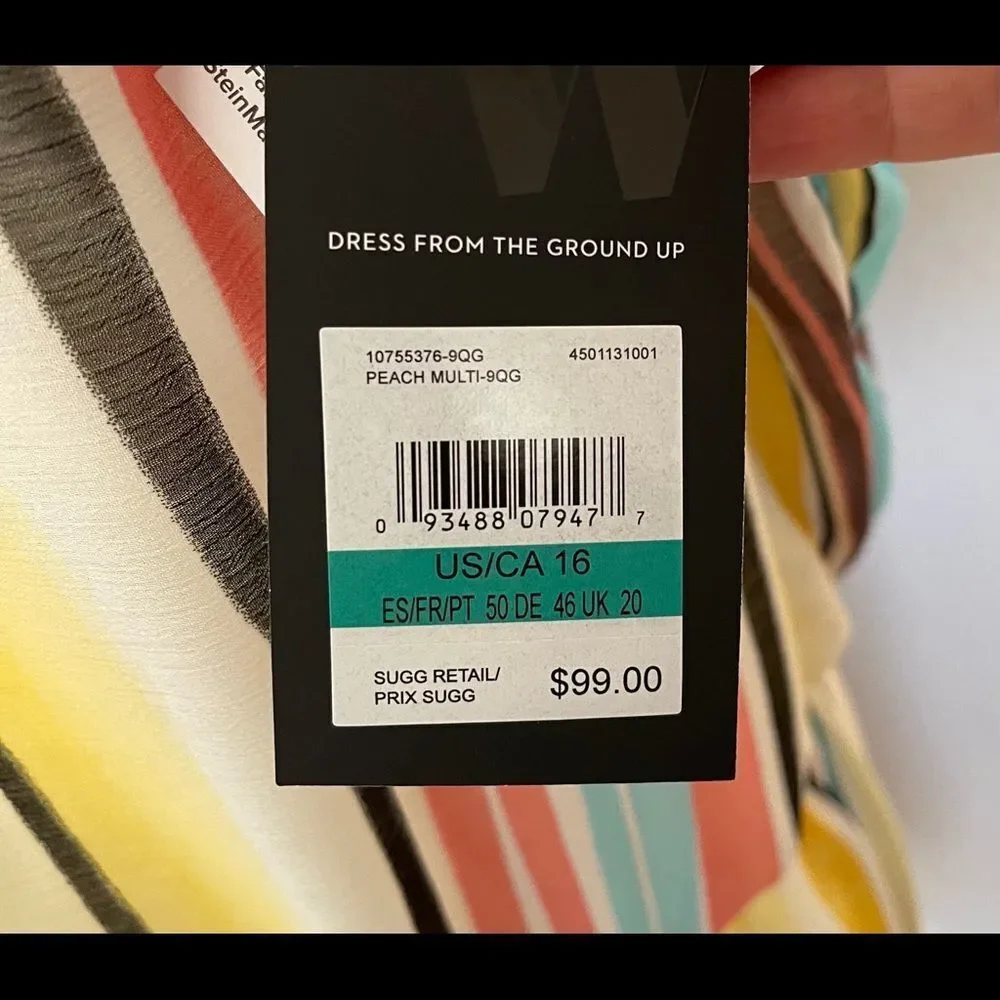 SteinMa
W
DRESS FROM THE GROUND UP
10755376-9QG 4501131001
PEACH MULTI-9QG
0 93488 07947 7
US/CA 16
ES/FR/PT 50 DE 46 UK 20
SUGG RETAIL/ $99.00
PRIX SUGG